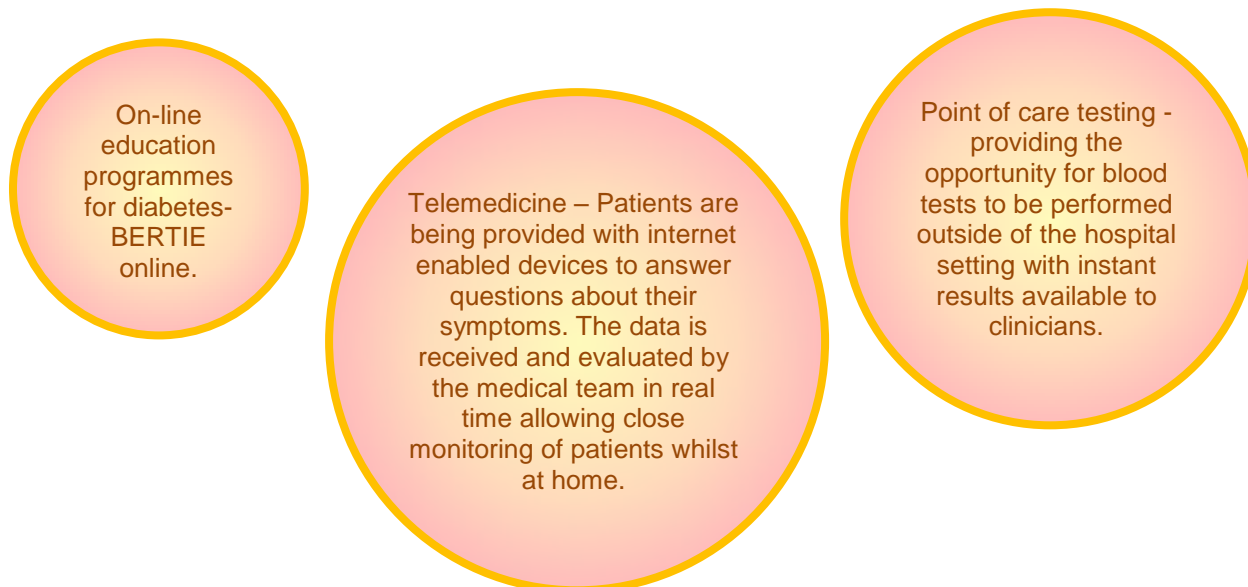 On-line
education
programmes
for diabetes-
BERTIE
online.
Telemedicine – Patients are
being provided with internet
enabled devices to answer
questions about their
symptoms. The data is
received and evaluated by
the medical team in real
time allowing close
monitoring of patients whilst
at home.
Point of care testing -
providing the
opportunity for blood
tests to be performed
outside of the hospital
setting with instant
results available to
clinicians.